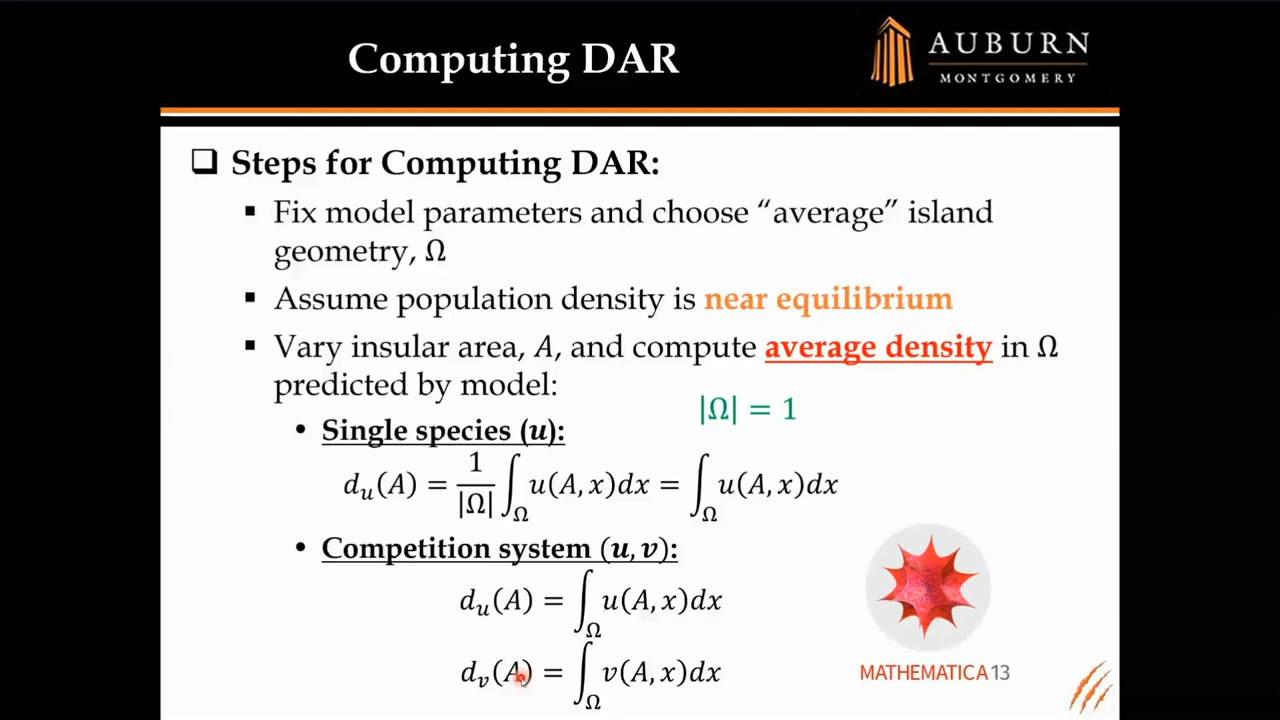 Computing DAR
AUBURN
MONTGOMERY
❑ Steps for Computing DAR:
▪ Fix model parameters and choose “average” island
geometry, Ω
▪ Assume population density is near equilibrium
▪ Vary insular area, A, and compute average density in Ω
predicted by model:
|Ω| = 1
• Single species (u):
d_u(A) = 1/|Ω| ∫_Ω u(A, x)dx = ∫_Ω u(A, x)dx
• Competition system (u, v):
d_u(A) = ∫_Ω u(A, x)dx
d_v(A) = ∫_Ω v(A, x)dx
MATHEMATICA 13